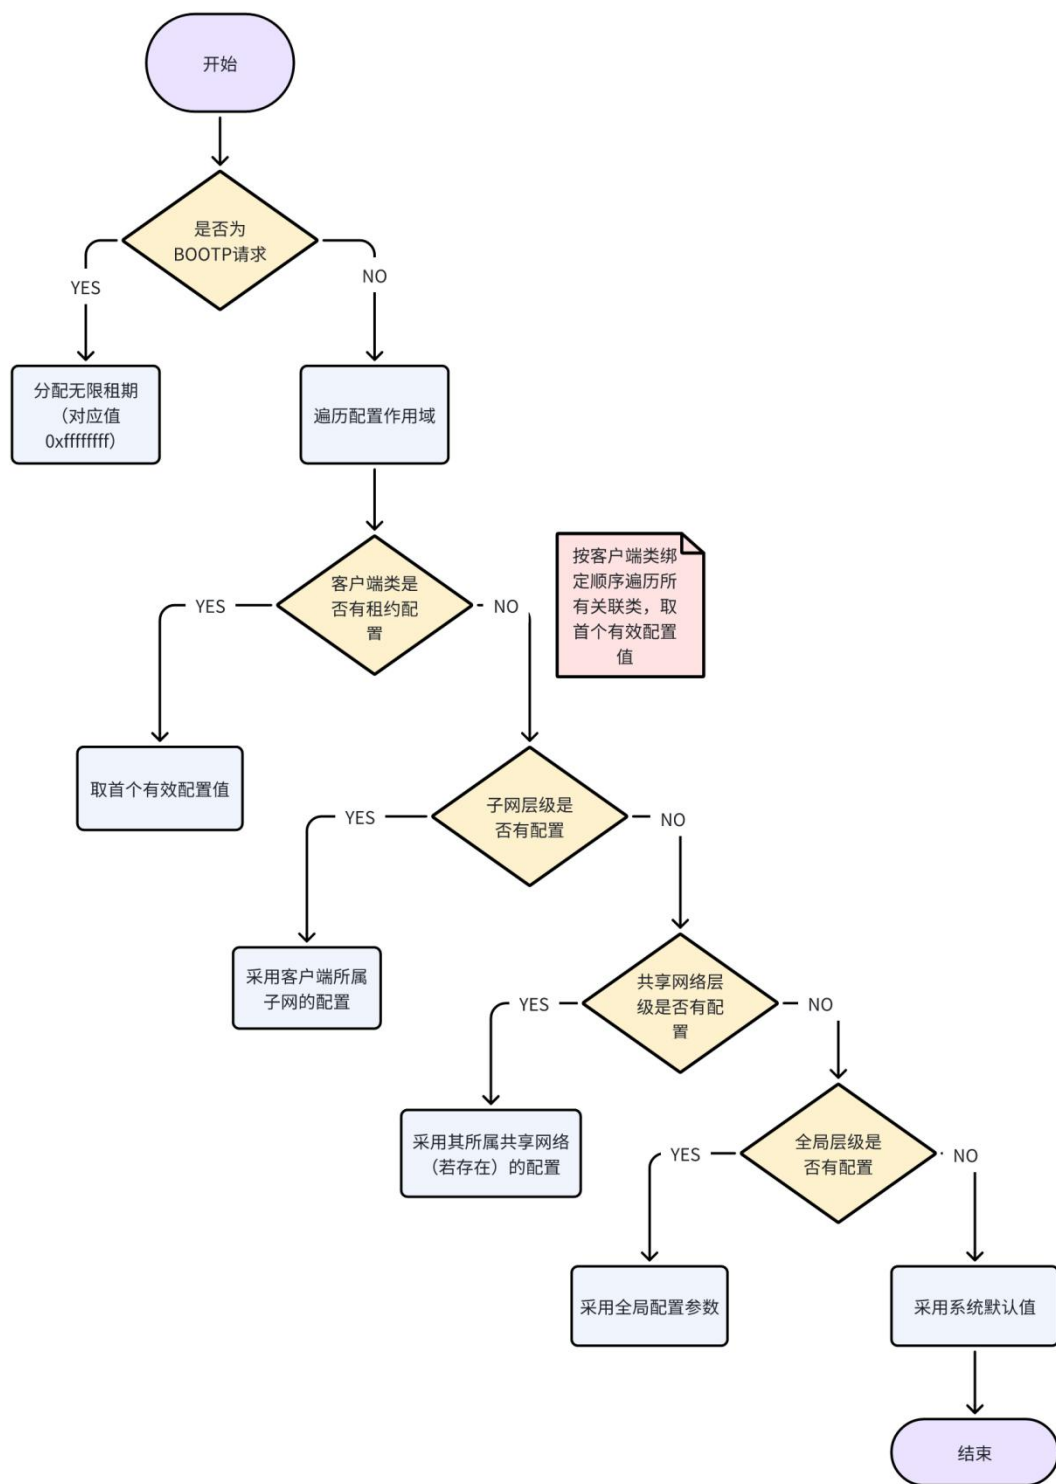 开始
是否为
BOOTP请求
YES
NO
分配无限租期
（对应值
0xffffffff）
遍历配置作用域
客户端类是
否有租约配
置
YES
NO
按客户端类绑
定顺序遍历所
有关联类，取
首个有效配置
值
取首个有效配置值
子网层级是
否有配置
YES
NO
采用客户端所属
子网的配置
共享网络层
级是否有配
置
YES
NO
采用其所属共享网络
（若存在）的配置
全局层级是
否有配置
YES
NO
采用全局配置参数
采用系统默认值
结束